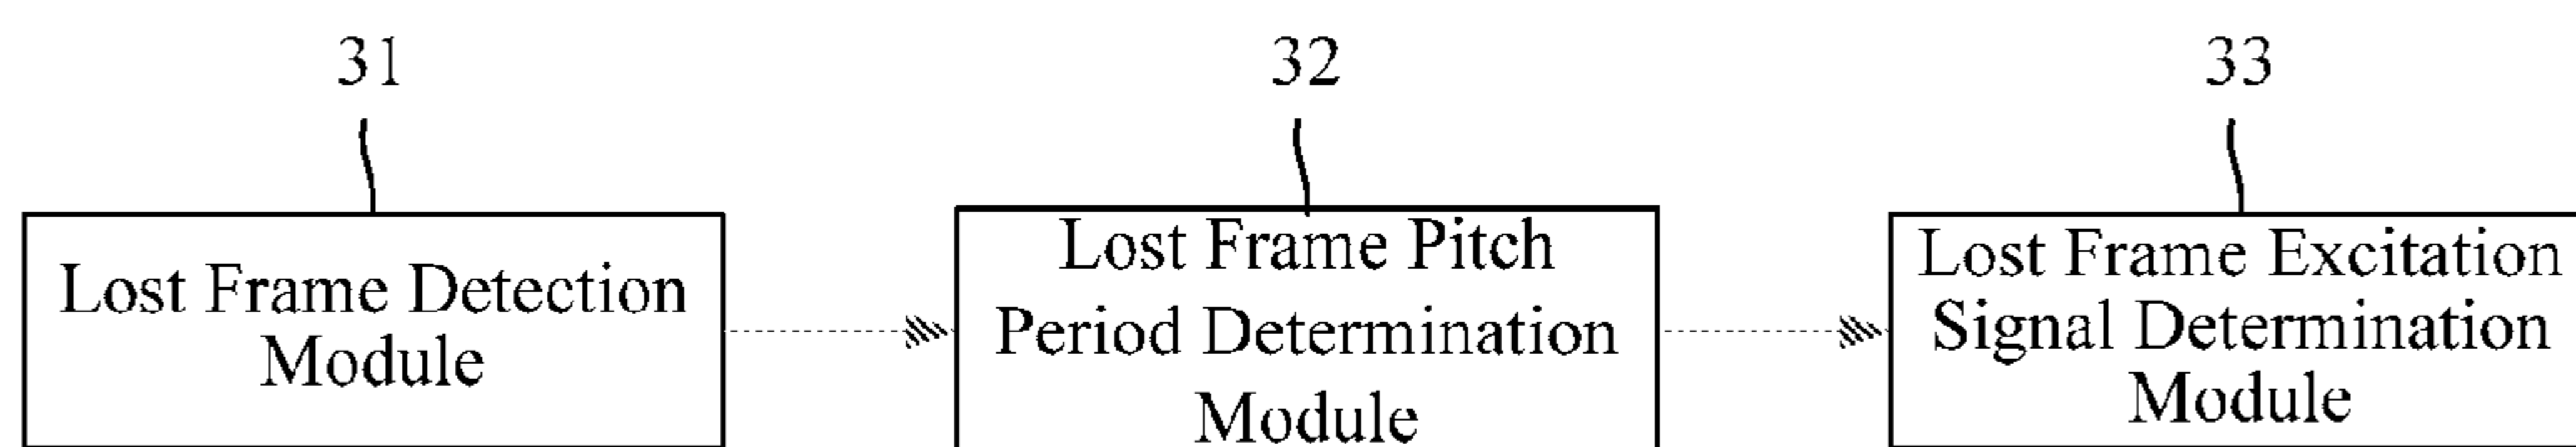 31
32
33
Lost Frame Detection
Module
Lost Frame Pitch
Period Determination
Module
Lost Frame Excitation
Signal Determination
Module